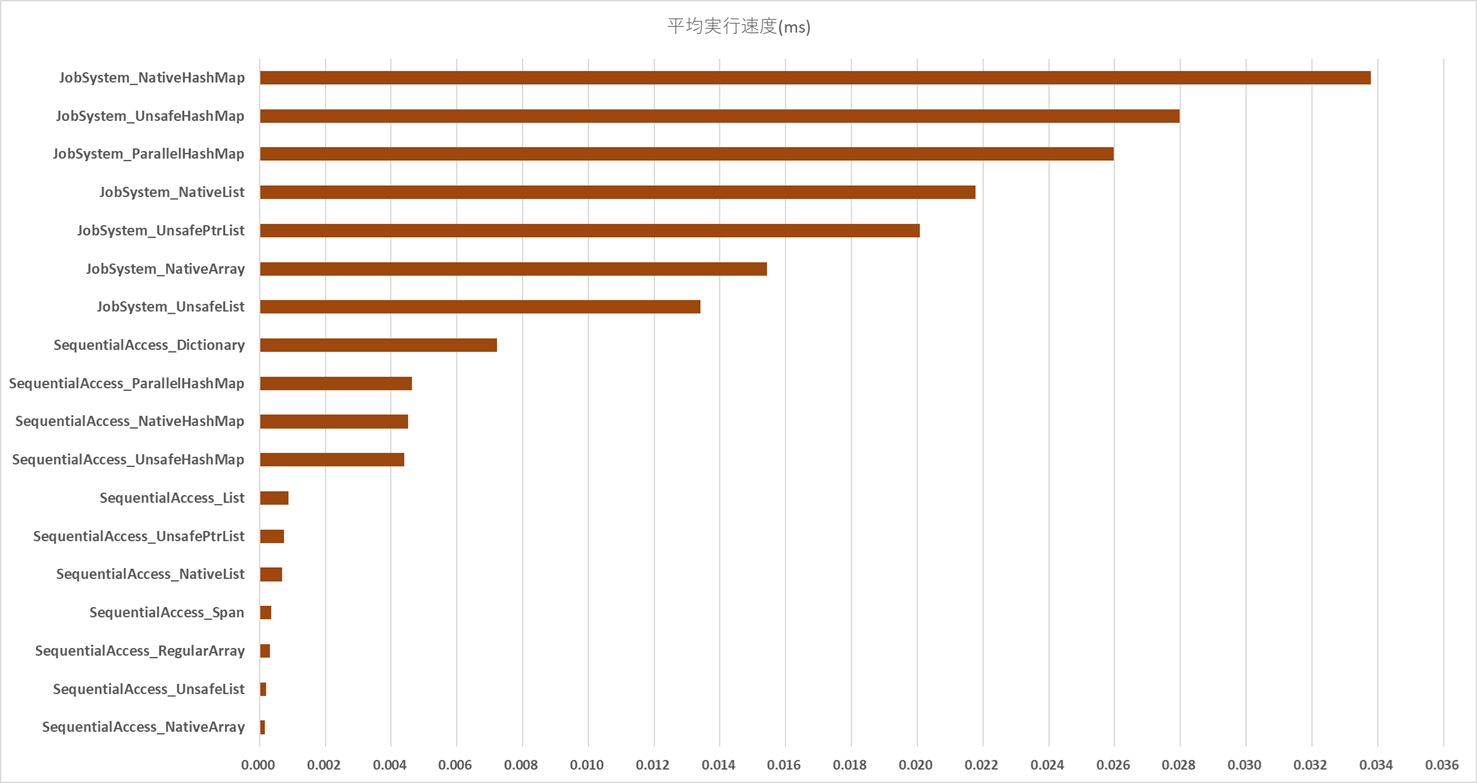 平均実行速度(ms)
JobSystem_NativeHashMap
JobSystem_UnsafeHashMap
JobSystem_ParallelHashMap
JobSystem_NativeList
JobSystem_UnsafePtrList
JobSystem_NativeArray
JobSystem_UnsafeList
SequentialAccess_Dictionary
SequentialAccess_ParallelHashMap
SequentialAccess_NativeHashMap
SequentialAccess_UnsafeHashMap
SequentialAccess_List
SequentialAccess_UnsafePtrList
SequentialAccess_NativeList
SequentialAccess_Span
SequentialAccess_RegularArray
SequentialAccess_UnsafeList
SequentialAccess_NativeArray
0.000 0.002 0.004 0.006 0.008 0.010 0.012 0.014 0.016 0.018 0.020 0.022 0.024 0.026 0.028 0.030 0.032 0.034 0.036